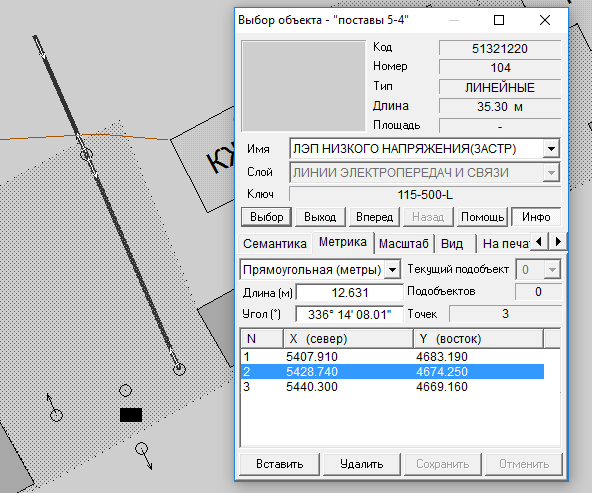 КЖ
Выбор объекта - "поставы 5-4"
Код 51321220
Номер 104
Тип ЛИНЕЙНЫЕ
Длина 35.30 м
Площадь -
Имя ЛЭП НИЗКОГО НАПРЯЖЕНИЯ(ЗАСТР)
Слой ЛИНИИ ЭЛЕКТРОПЕРЕДАЧ И СВЯЗИ
Ключ 115-500-L
Выбор Выход Вперед Назад Помощь Инфо
Семантика Метрика Масштаб Вид На печа
Прямоугольная (метры) Текущий подобъект 0
Длина (м) 12.631 Подобъектов 0
Угол (°) 336° 14' 08.01" Точек 3
N X (север) Y (восток)
1 5407.910 4683.190
2 5428.740 4674.250
3 5440.300 4669.160
Вставить Удалить Сохранить Отменить